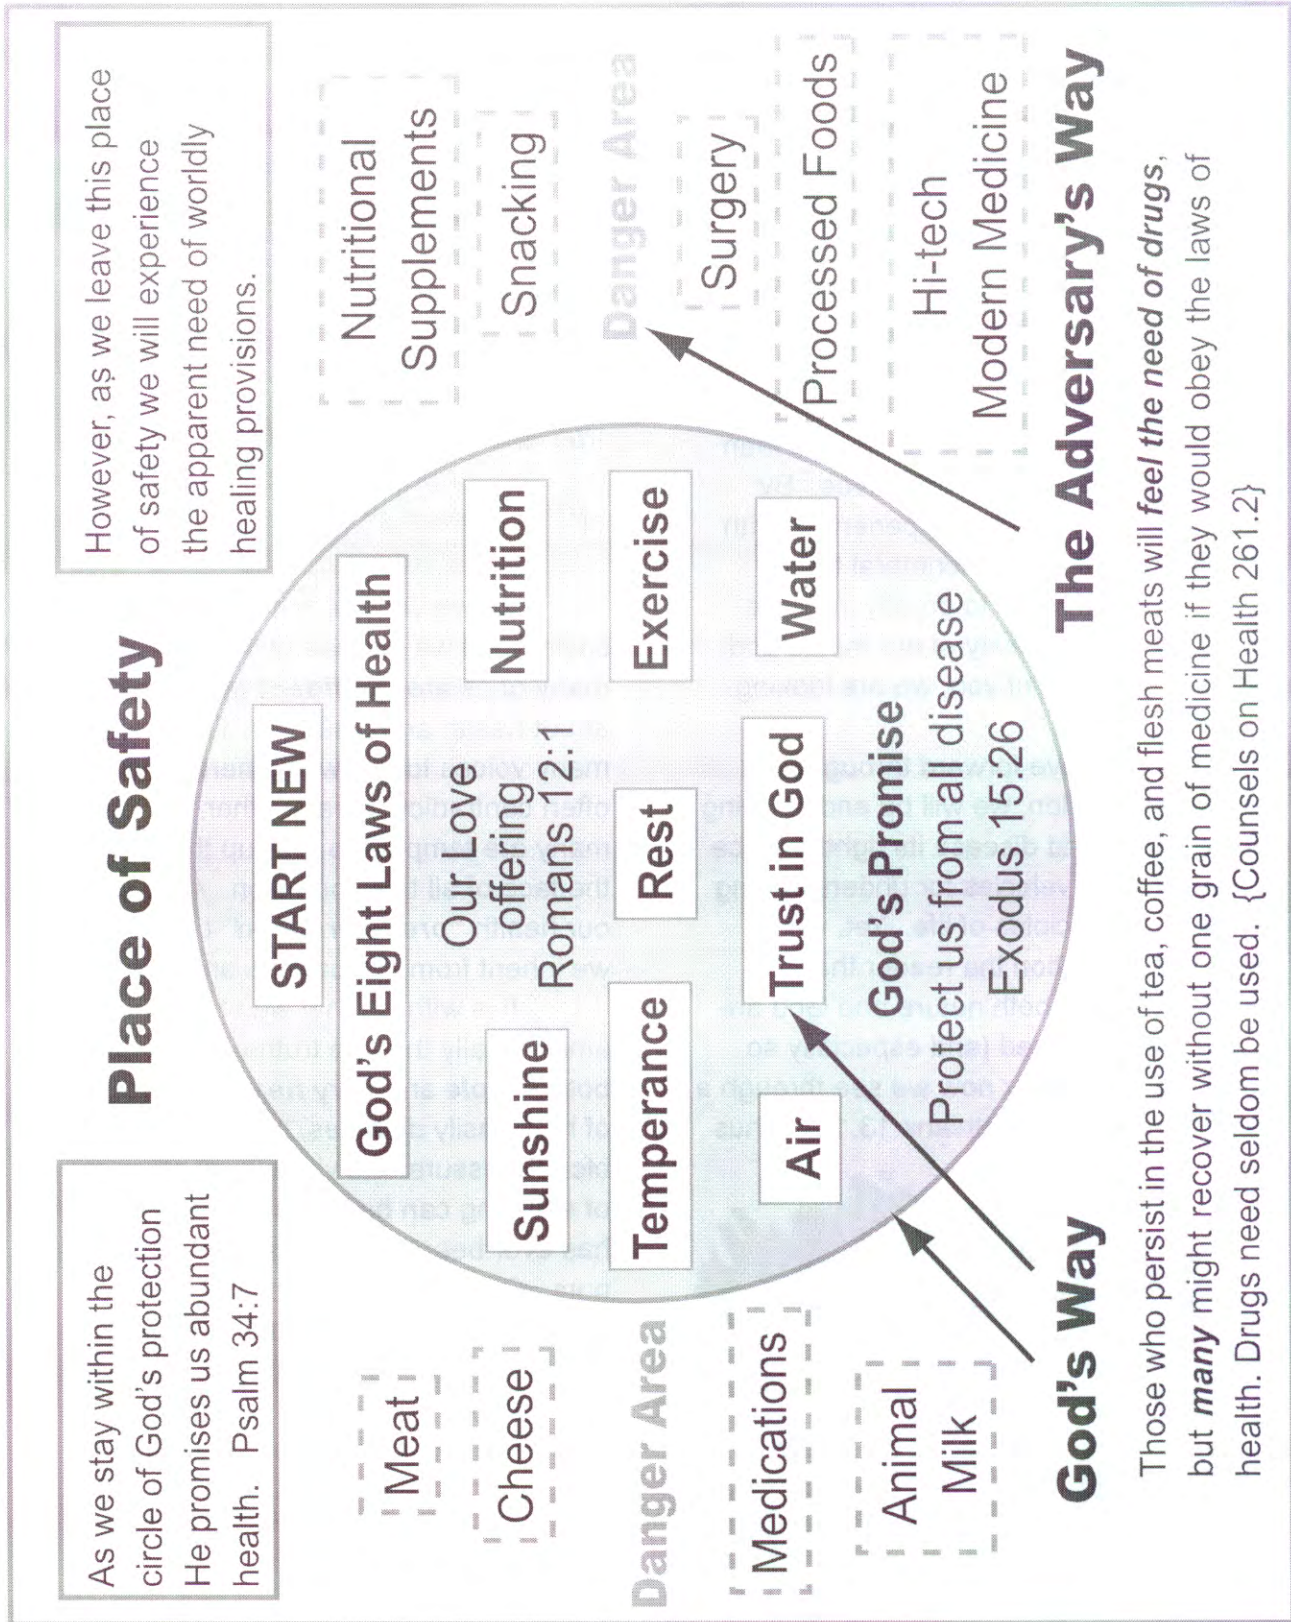 Place of Safety
As we stay within the
circle of God's protection
He promises us abundant
health. Psalm 34:7
However, as we leave this place
of safety we will experience
the apparent need of worldly
healing provisions.
START NEW
God's Eight Laws of Health
Our Love
offering
Romans 12:1
Sunshine
Nutrition
Temperance
Rest
Exercise
Air
Trust in God
Water
God's Promise
Protect us from disease
Exodus 15:26
Meat
Cheese
Danger Area
Medications
Animal
Milk
Nutritional
Supplements
Snacking
Danger Area
Surgery
Processed Foods
Hi-tech
Modern Medicine
God's Way
The Adversary's Way
Those who persist in the use of tea, coffee, and flesh meats will feel the need of drugs,
but many might recover without one grain of medicine if they would obey the laws of
health. Drugs need seldom be used. {Counsels on Health 261.2}